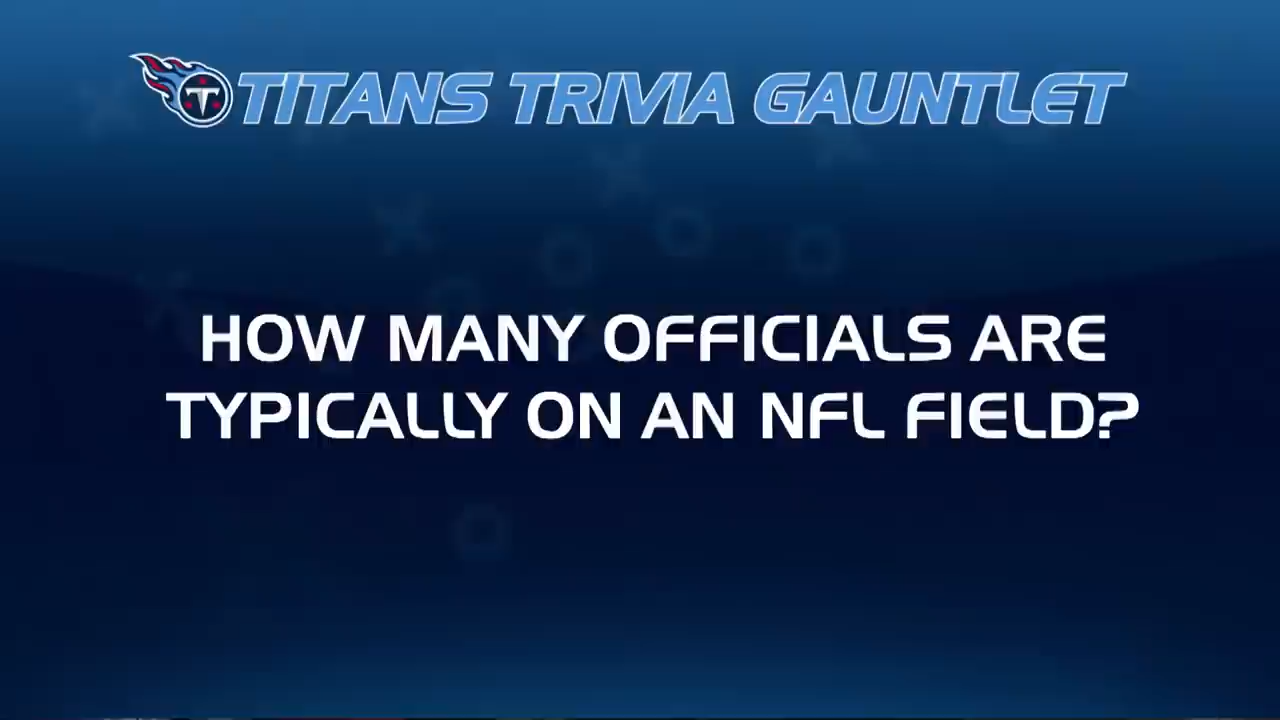 TITANS TRIVIA GAUNTLET
HOW MANY OFFICIALS ARE
TYPICALLY ON AN NFL FIELD?